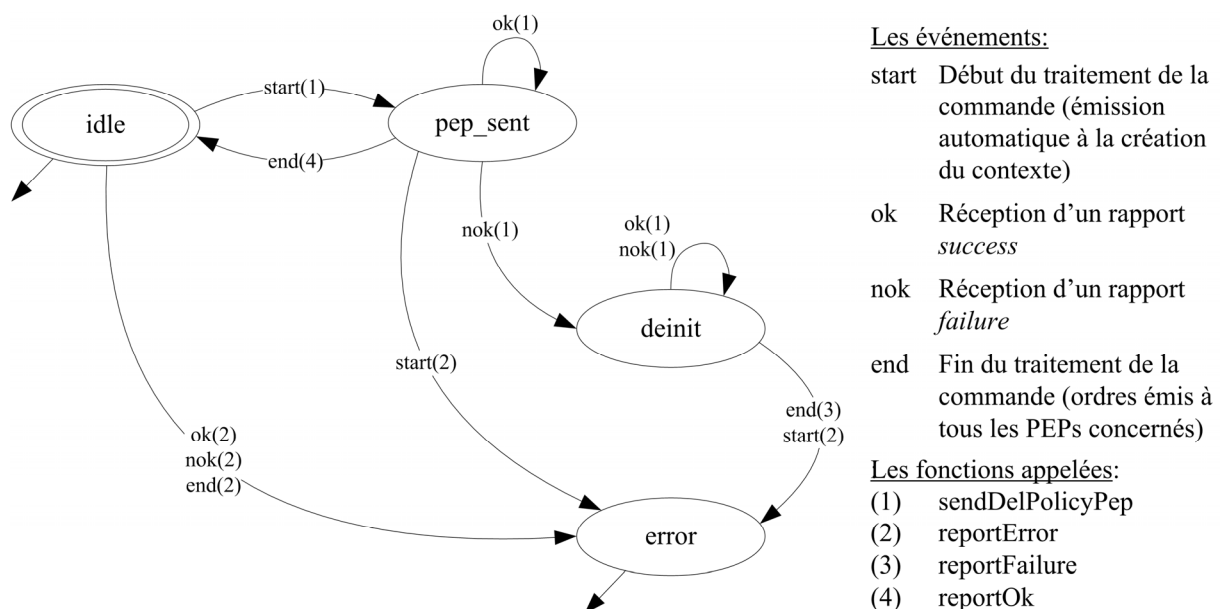 ok(1)
start(1)
idle
pep_sent
end(4)
nok(1)
ok(1)
nok(1)
deinit
start(2)
end(3)
start(2)
ok(2)
nok(2)
end(2)
error
Les événements:
start Début du traitement de la
commande (émission
automatique à la création
du contexte)
ok Réception d'un rapport
success
nok Réception d'un rapport
failure
end Fin du traitement de la
commande (ordres émis à
tous les PEPs concernés)
Les fonctions appelées:
(1) sendDelPolicyPep
(2) reportError
(3) reportFailure
(4) reportOk